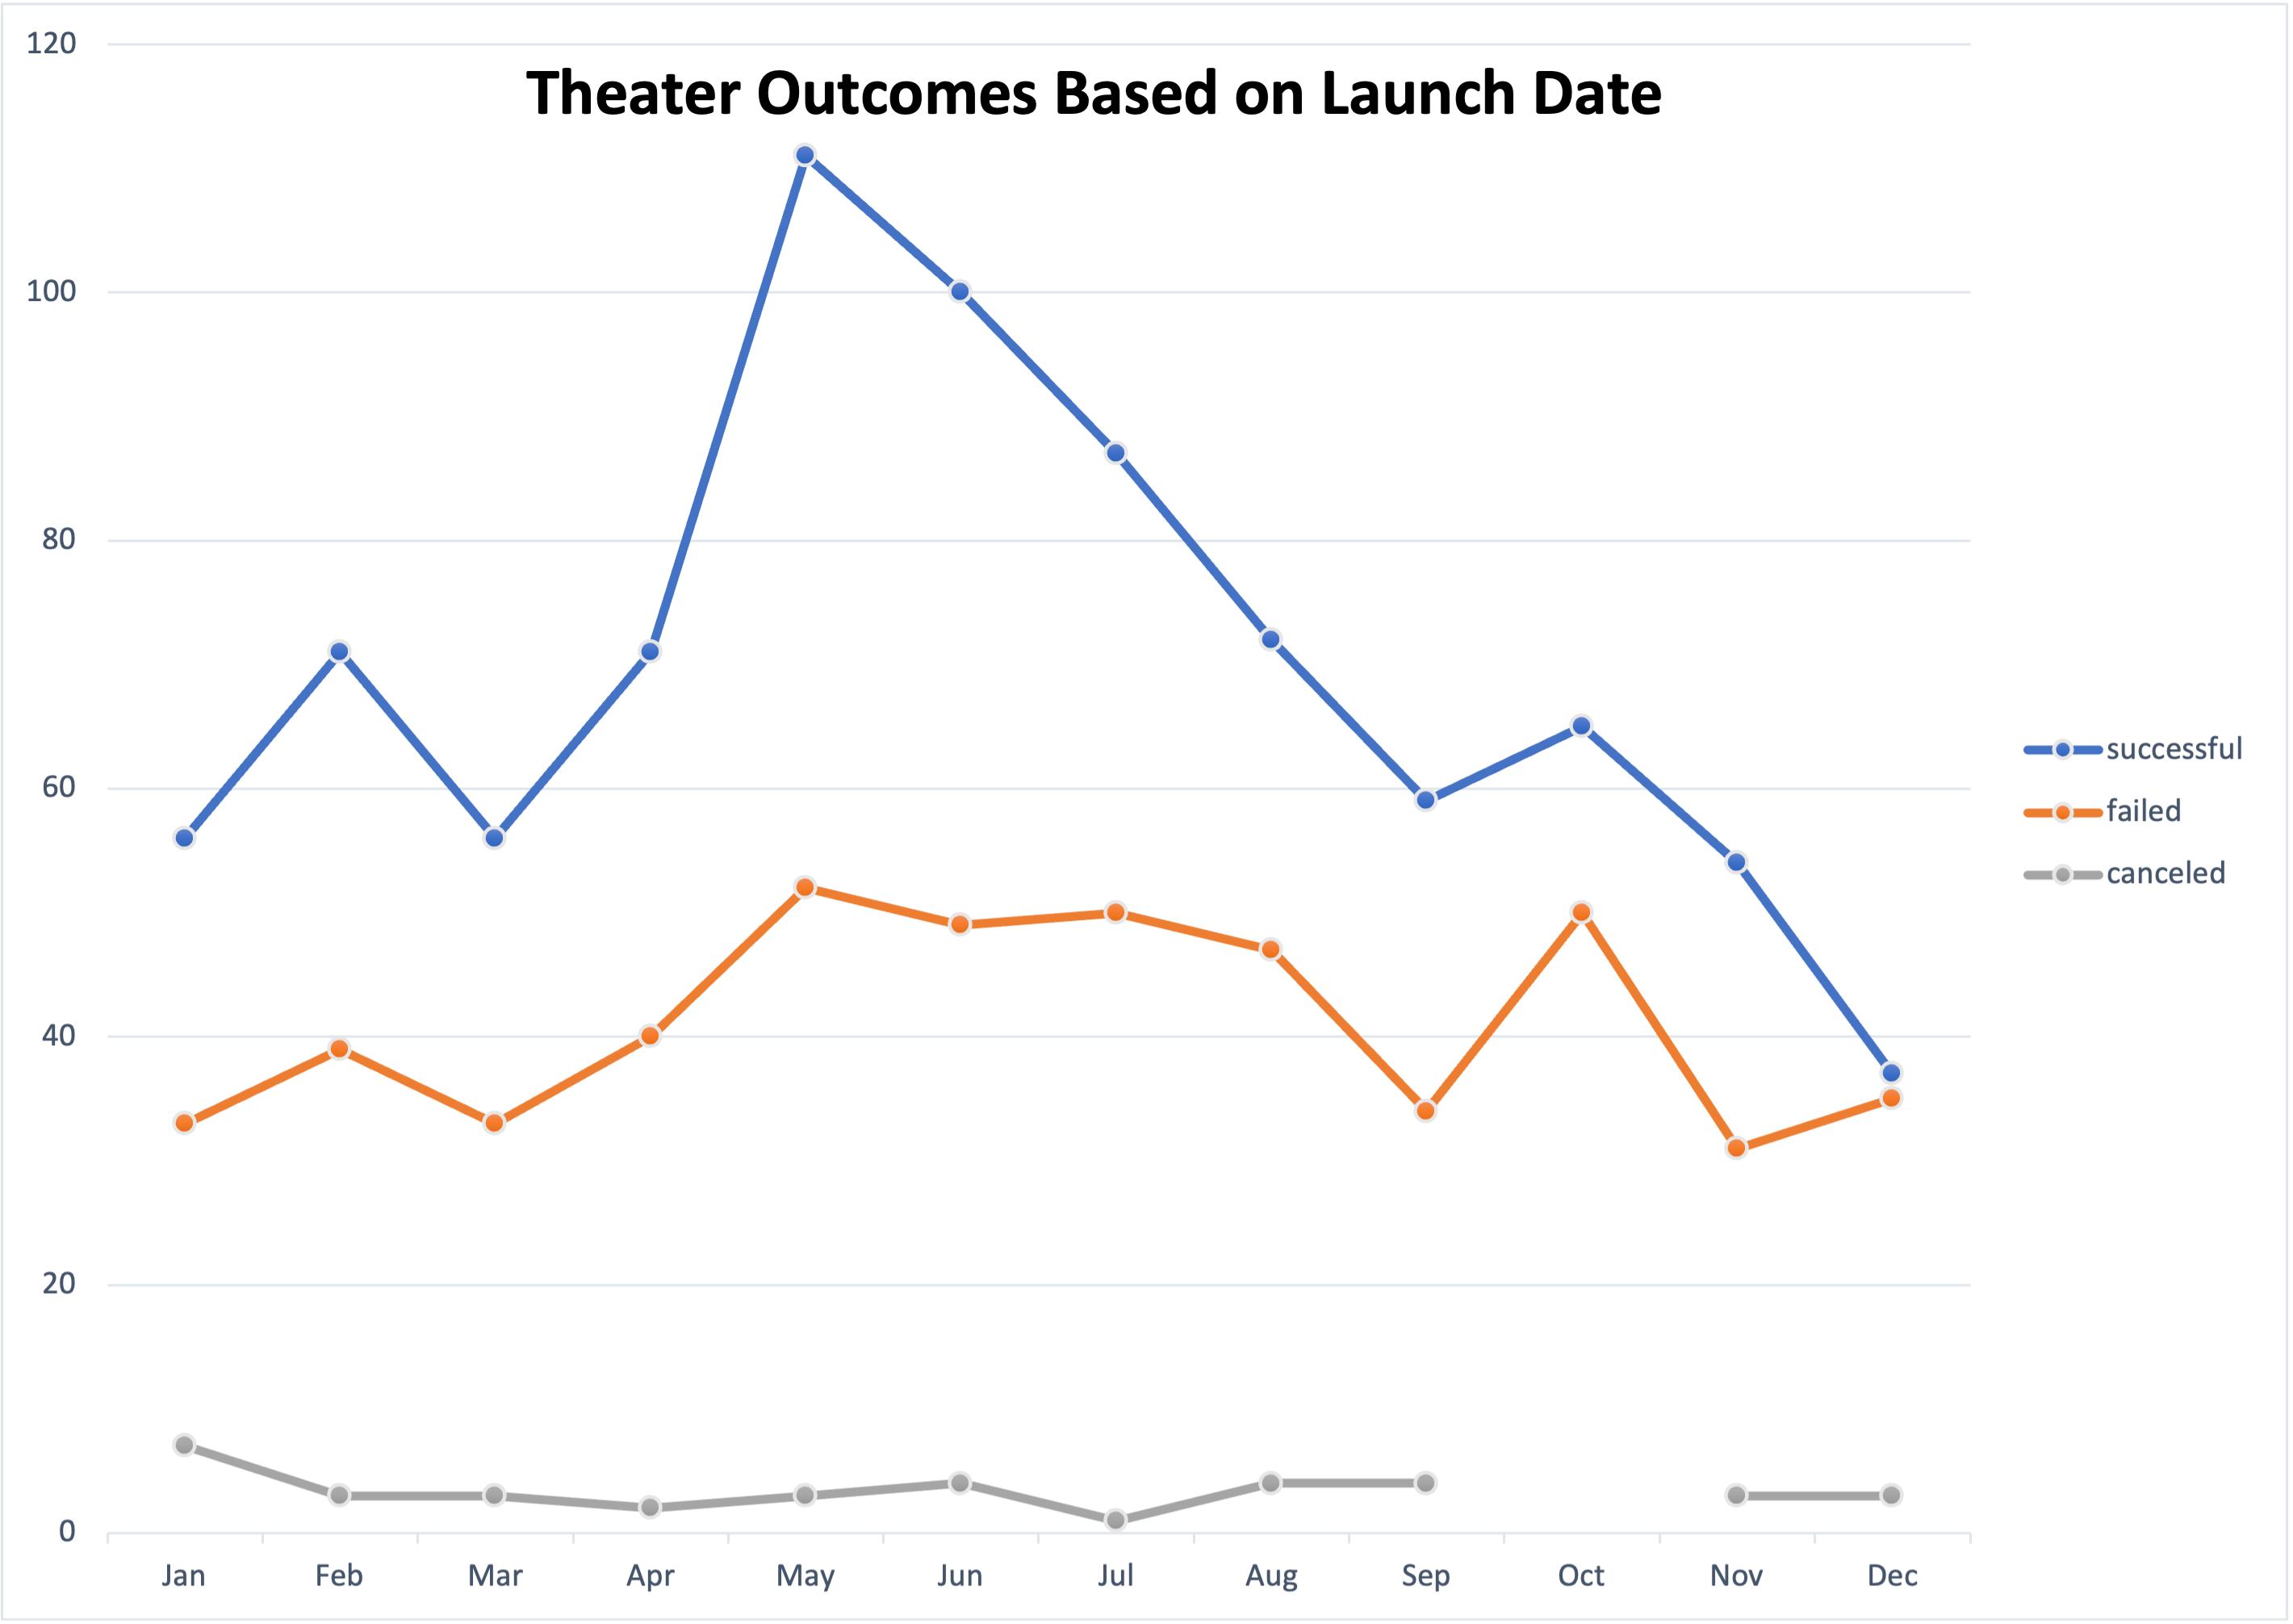 Theater Outcomes Based on Launch Date
120
100
80
60
40
20
0
Jan Feb Mar Apr May Jun Jul Aug Sep Oct Nov Dec
successful
failed
canceled